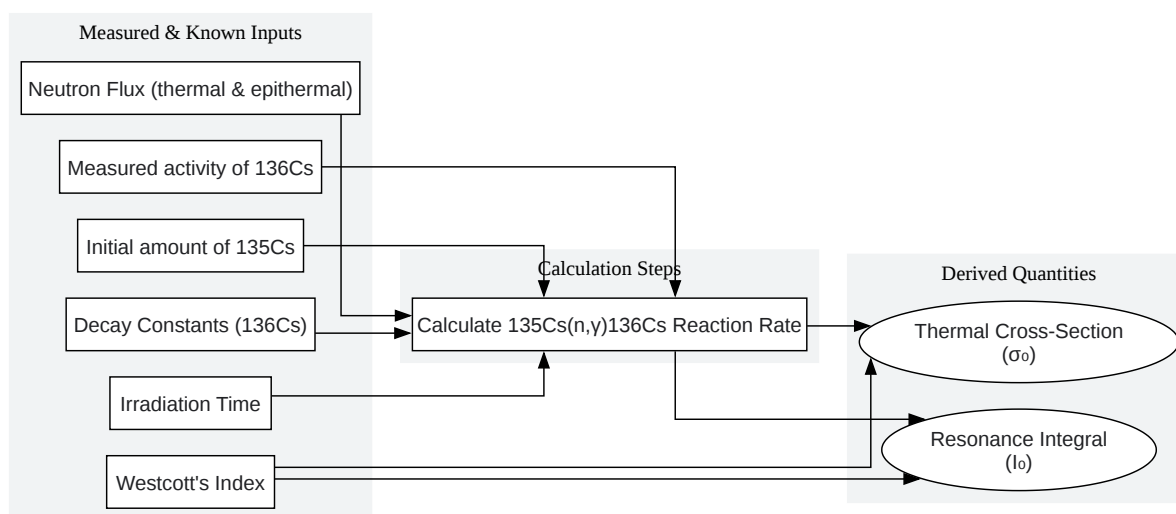 Measured & Known Inputs
Neutron Flux (thermal & epithermal)
Measured activity of 136Cs
Initial amount of 135Cs
Decay Constants (136Cs)
Irradiation Time
Westcott's Index
Calculation Steps
Calculate 135Cs(n,γ)136Cs Reaction Rate
Derived Quantities
Thermal Cross-Section
(σ₀)
Resonance Integral
(I₀)